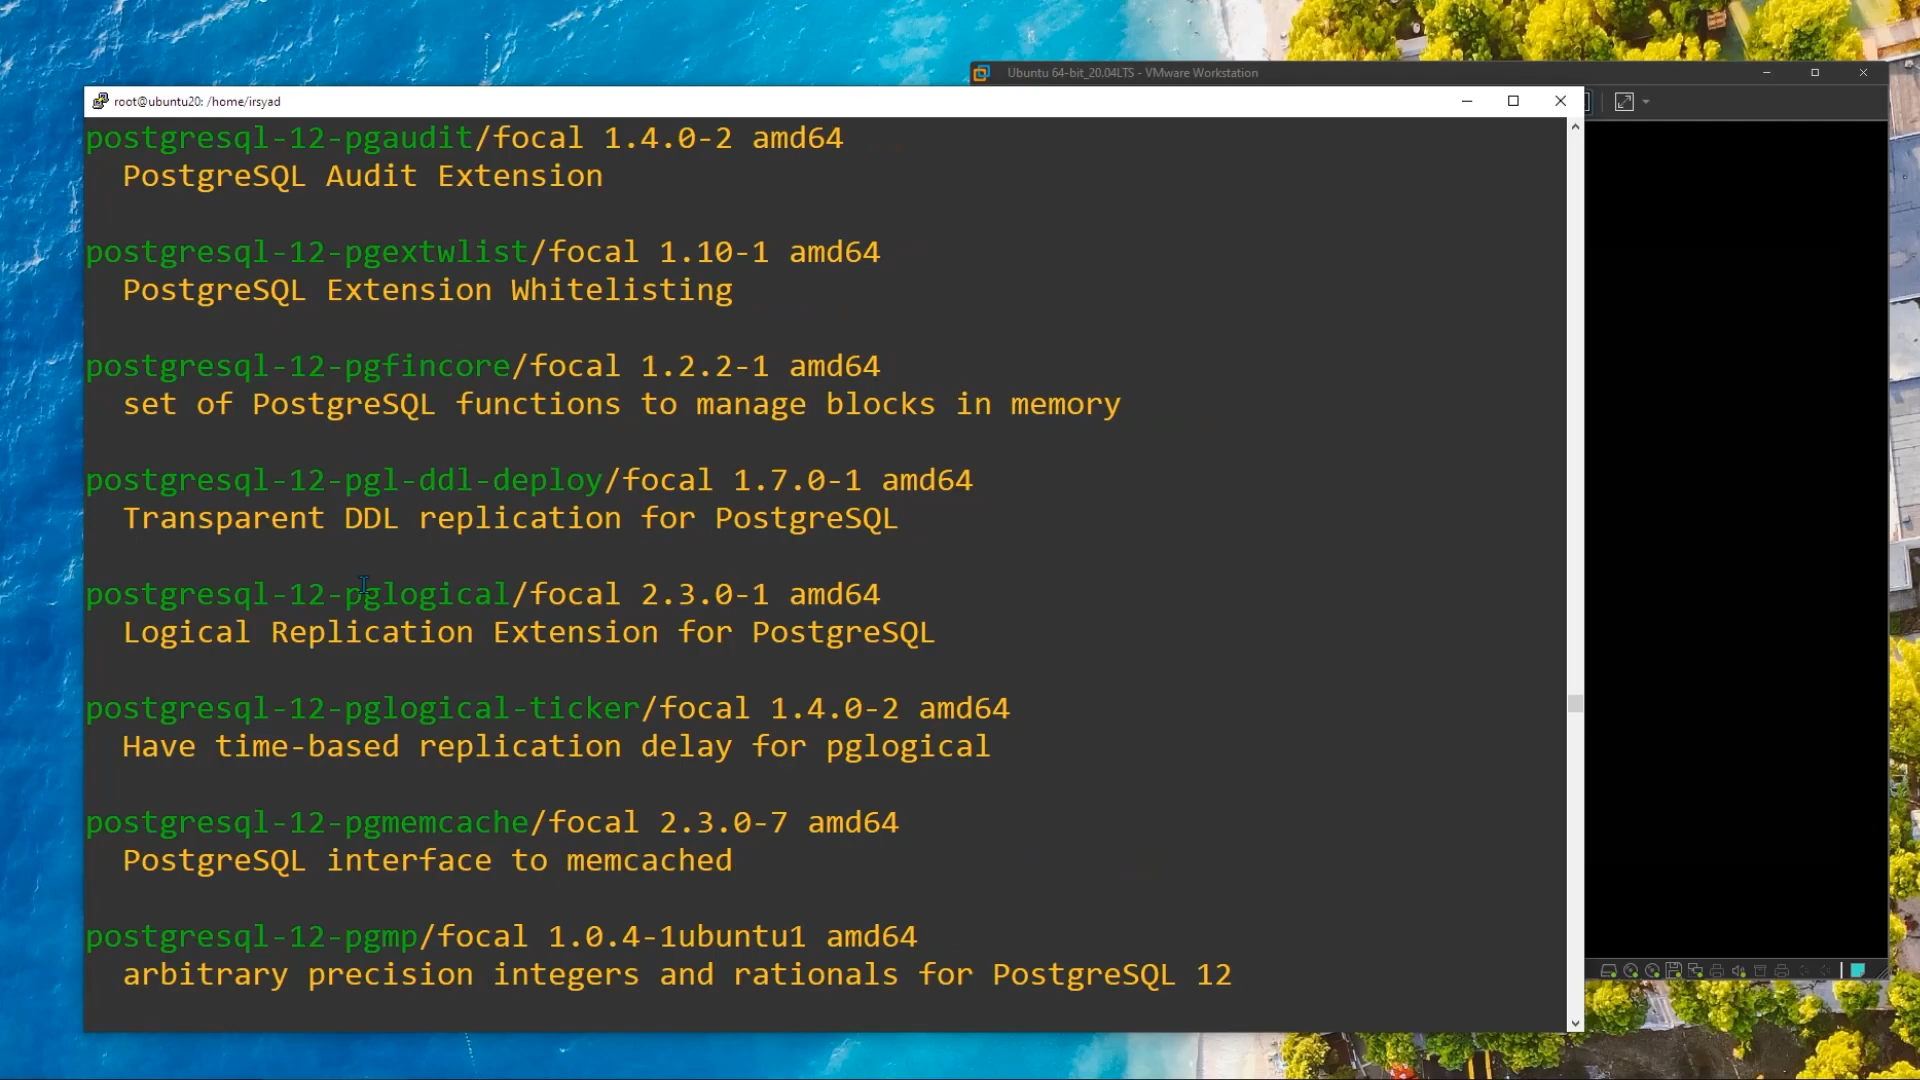 Ubuntu 64-bit_20.04LTS - VMware Workstation
root@ubuntu20: /home/irsyad
postgresql-12-pgaudit/focal 1.4.0-2 amd64
  PostgreSQL Audit Extension
postgresql-12-pgextwlist/focal 1.10-1 amd64
  PostgreSQL Extension Whitelisting
postgresql-12-pgfincore/focal 1.2.2-1 amd64
  set of PostgreSQL functions to manage blocks in memory
postgresql-12-pgl-ddl-deploy/focal 1.7.0-1 amd64
  Transparent DDL replication for PostgreSQL
postgresql-12-pglogical/focal 2.3.0-1 amd64
  Logical Replication Extension for PostgreSQL
postgresql-12-pglogical-ticker/focal 1.4.0-2 amd64
  Have time-based replication delay for pglogical
postgresql-12-pgmemcache/focal 2.3.0-7 amd64
  PostgreSQL interface to memcached
postgresql-12-pgmp/focal 1.0.4-1ubuntu1 amd64
  arbitrary precision integers and rationals for PostgreSQL 12